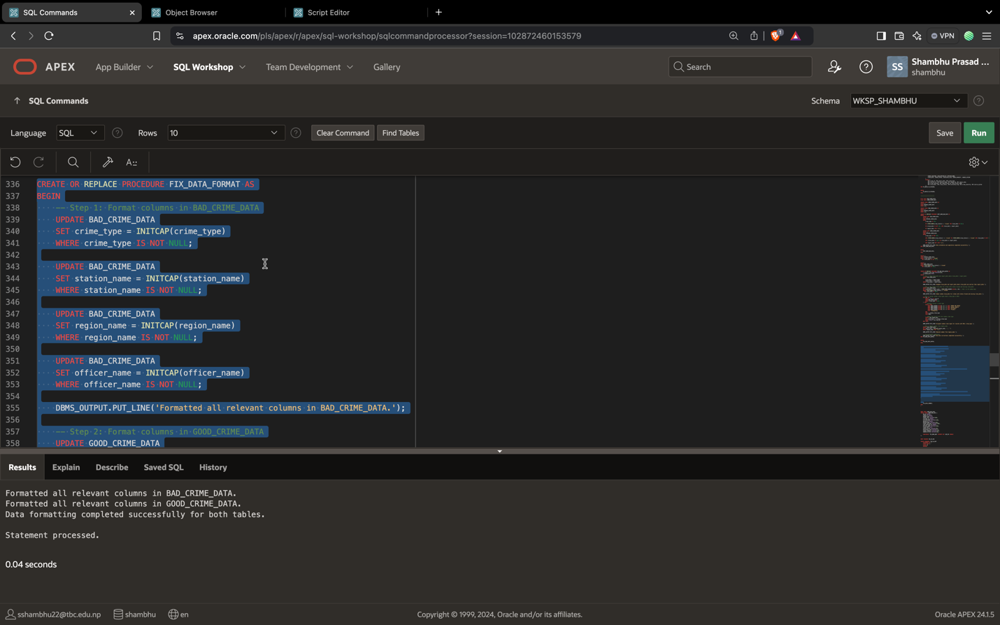 SQL Commands
Object Browser
Script Editor
apex.oracle.com/pls/apex/r/apex/sql-workshop/sqlcommandprocessor?session=102872460153579
1
VPN
APEX
App Builder
SQL Workshop
Team Development
Gallery
Search
SS
Shambhu Prasad ...
shambhu
SQL Commands
Schema
WKSP_SHAMBHU
Language
SQL
Rows
10
Clear Command
Find Tables
Save
Run
A::
336 CREATE OR REPLACE PROCEDURE FIX_DATA_FORMAT AS
337 BEGIN
338 -- Step 1: Format columns in BAD_CRIME_DATA
339 UPDATE BAD_CRIME_DATA
340 SET crime_type = INITCAP(crime_type)
341 WHERE crime_type IS NOT NULL;
342
343 UPDATE BAD_CRIME_DATA
344 SET station_name = INITCAP(station_name)
345 WHERE station_name IS NOT NULL;
346
347 UPDATE BAD_CRIME_DATA
348 SET region_name = INITCAP(region_name)
349 WHERE region_name IS NOT NULL;
350
351 UPDATE BAD_CRIME_DATA
352 SET officer_name = INITCAP(officer_name)
353 WHERE officer_name IS NOT NULL;
354
355 DBMS_OUTPUT.PUT_LINE('Formatted all relevant columns in BAD_CRIME_DATA.');
356
357 -- Step 2: Format columns in GOOD_CRIME_DATA
358 UPDATE GOOD_CRIME_DATA
Results
Explain
Describe
Saved SQL
History
Formatted all relevant columns in BAD_CRIME_DATA.
Formatted all relevant columns in GOOD_CRIME_DATA.
Data formatting completed successfully for both tables.
Statement processed.
0.04 seconds
sshambhu22@tbc.edu.np
shambhu
en
Copyright © 1999, 2024, Oracle and/or its affiliates.
Oracle APEX 24.1.5